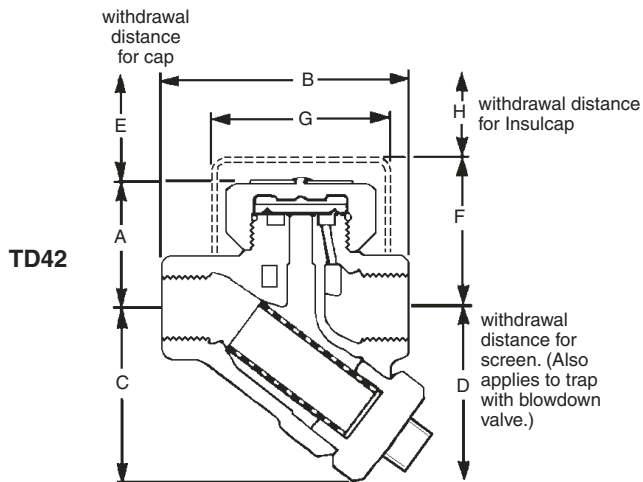 withdrawal
distance
for cap
B
E
H
withdrawal distance
for Insulcap
G
A
F
TD42
C
D
withdrawal
distance for
screen. (Also
applies to trap
with blowdown
valve.)